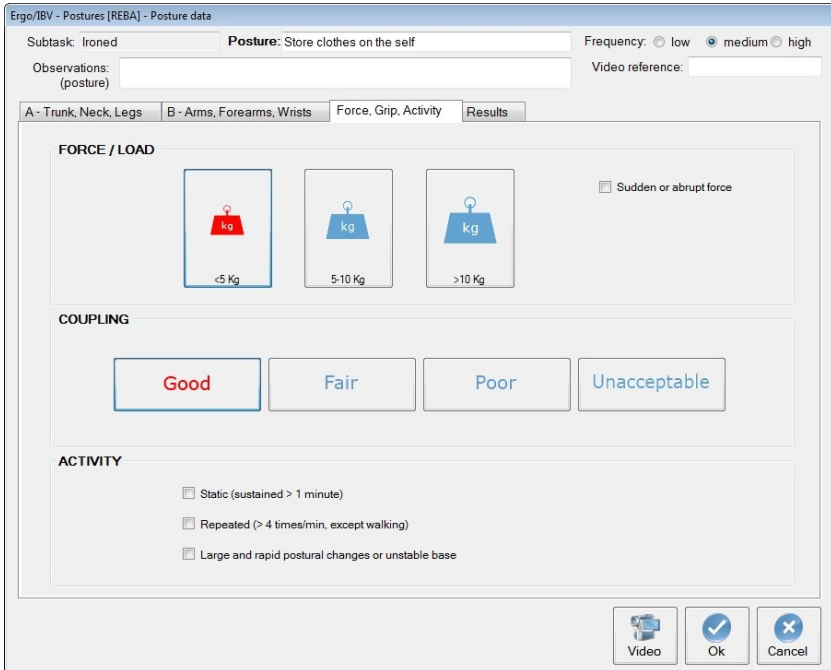 Ergo/IBV - Postures [REBA] - Posture data
Subtask: Ironed Posture: Store clothes on the self Frequency: low medium high
Observations: (posture) Video reference:
A - Trunk, Neck, Legs B - Arms, Forearms, Wrists Force, Grip, Activity Results
FORCE / LOAD
Sudden or abrupt force
kg kg kg
<5 Kg 5-10 Kg >10 Kg
COUPLING
Good Fair Poor Unacceptable
ACTIVITY
Static (sustained > 1 minute)
Repeated (> 4 times/min, except walking)
Large and rapid postural changes or unstable base
Video Ok Cancel